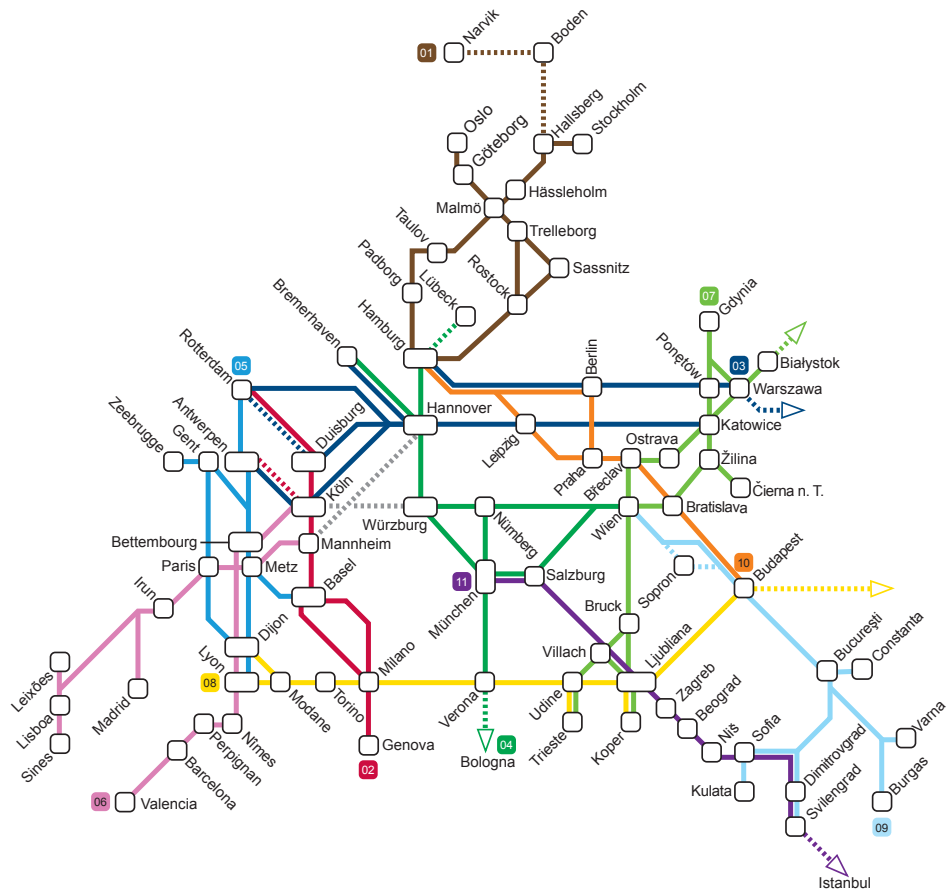 Narvik
Boden
01
Oslo
Göteborg
Hallsberg
Stockholm
Hässleholm
Malmö
Taulov
Trelleborg
Padborg
Lübeck
Rostock
Sassnitz
07
Gdynia
Bremerhaven
Hamburg
Berlin
Ponętów
Białystok
03
Rotterdam
05
Warszawa
Zeebrugge
Antwerpen
Gent
Duisburg
Hannover
Leipzig
Ostrava
Katowice
Köln
Praha
Břeclav
Žilina
Čierna n. T.
Würzburg
Nürnberg
Wien
Bratislava
Bettembourg
Mannheim
Paris
Metz
11
Salzburg
Sopron
10
Budapest
Irun
Basel
München
Bruck
Dijon
Villach
Ljubljana
Bucureşti
Constanta
Leixões
Lyon
08
Milano
Lisboa
Madrid
Modane
Torino
Verona
Udine
Zagreb
Beograd
Sines
Nîmes
Perpignan
Genova
Bologna
04
Trieste
Koper
Niš
Sofia
Varna
Barcelona
02
Dimitrovgrad
Kulata
Burgas
06
Valencia
Svilengrad
09
Istanbul